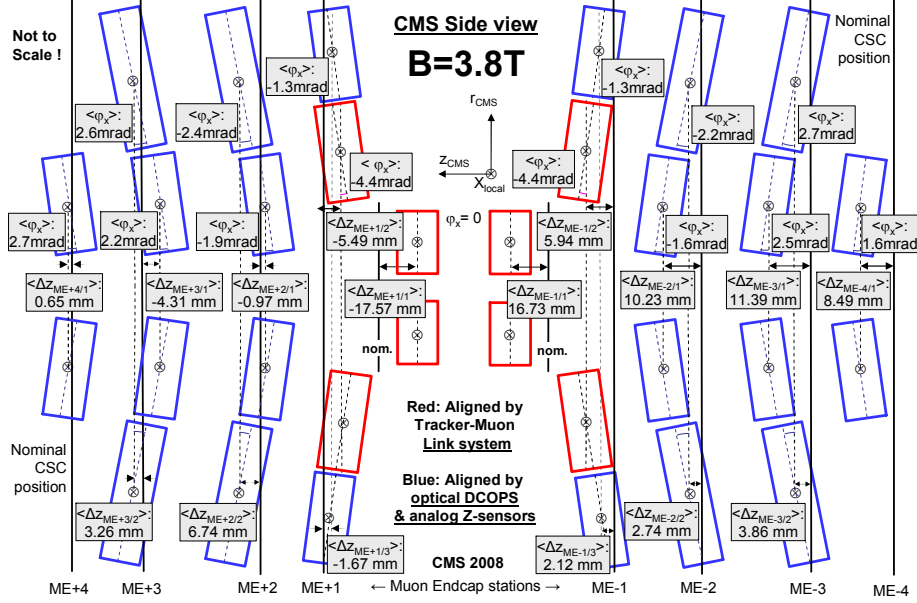 CMS Side view
B=3.8T
Not to
Scale !
Nominal
CSC
position
<φx>:
2.6mrad
<φx>:
-2.4mrad
<φx>:
-1.3mrad
<φx>:
-1.3mrad
<φx>:
-2.2mrad
<φx>:
2.7mrad
rCMS
zCMS
Xlocal
<φx>:
-4.4mrad
<φx>:
-4.4mrad
<φx>:
2.7mrad
<φx>:
2.2mrad
<φx>:
-1.9mrad
φx= 0
<φx>:
-1.6mrad
<φx>:
2.5mrad
<φx>:
1.6mrad
<ΔzME+1/2>:
-5.49 mm
<ΔzME-1/2>:
5.94 mm
<ΔzME+4/1>:
0.65 mm
<ΔzME+3/1>:
-4.31 mm
<ΔzME+2/1>:
-0.97 mm
<ΔzME+1/1>:
-17.57 mm
<ΔzME-1/1>:
16.73 mm
<ΔzME-2/1>:
10.23 mm
<ΔzME-3/1>:
11.39 mm
<ΔzME-4/1>:
8.49 mm
nom.
nom.
Red: Aligned by
Tracker-Muon
Link system
Blue: Aligned by
optical DCOPS
& analog Z-sensors
Nominal
CSC
position
<ΔzME+3/2>:
3.26 mm
<ΔzME+2/2>:
6.74 mm
<ΔzME+1/3>:
-1.67 mm
<ΔzME-1/3>:
2.12 mm
<ΔzME-2/2>:
2.74 mm
<ΔzME-3/2>:
3.86 mm
CMS 2008
ME+4
ME+3
ME+2
ME+1
← Muon Endcap stations →
ME-1
ME-2
ME-3
ME-4